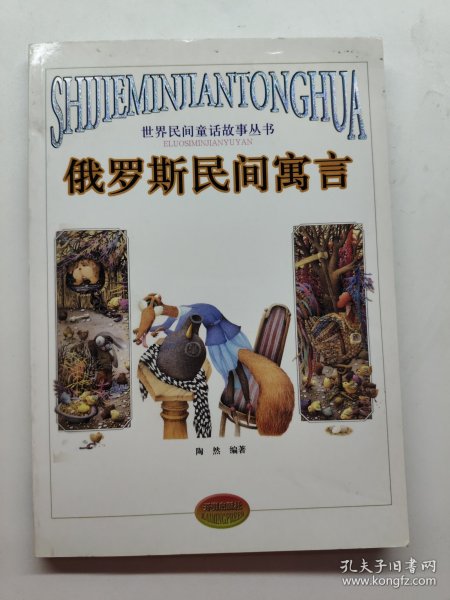 SHIJIEMINJIANTONGHUA
世界民间童话故事丛书
ELUOSIMINJIANYUYAN
俄罗斯民间寓言
陶然 编著
孔夫子旧书网
www.kongfz.com